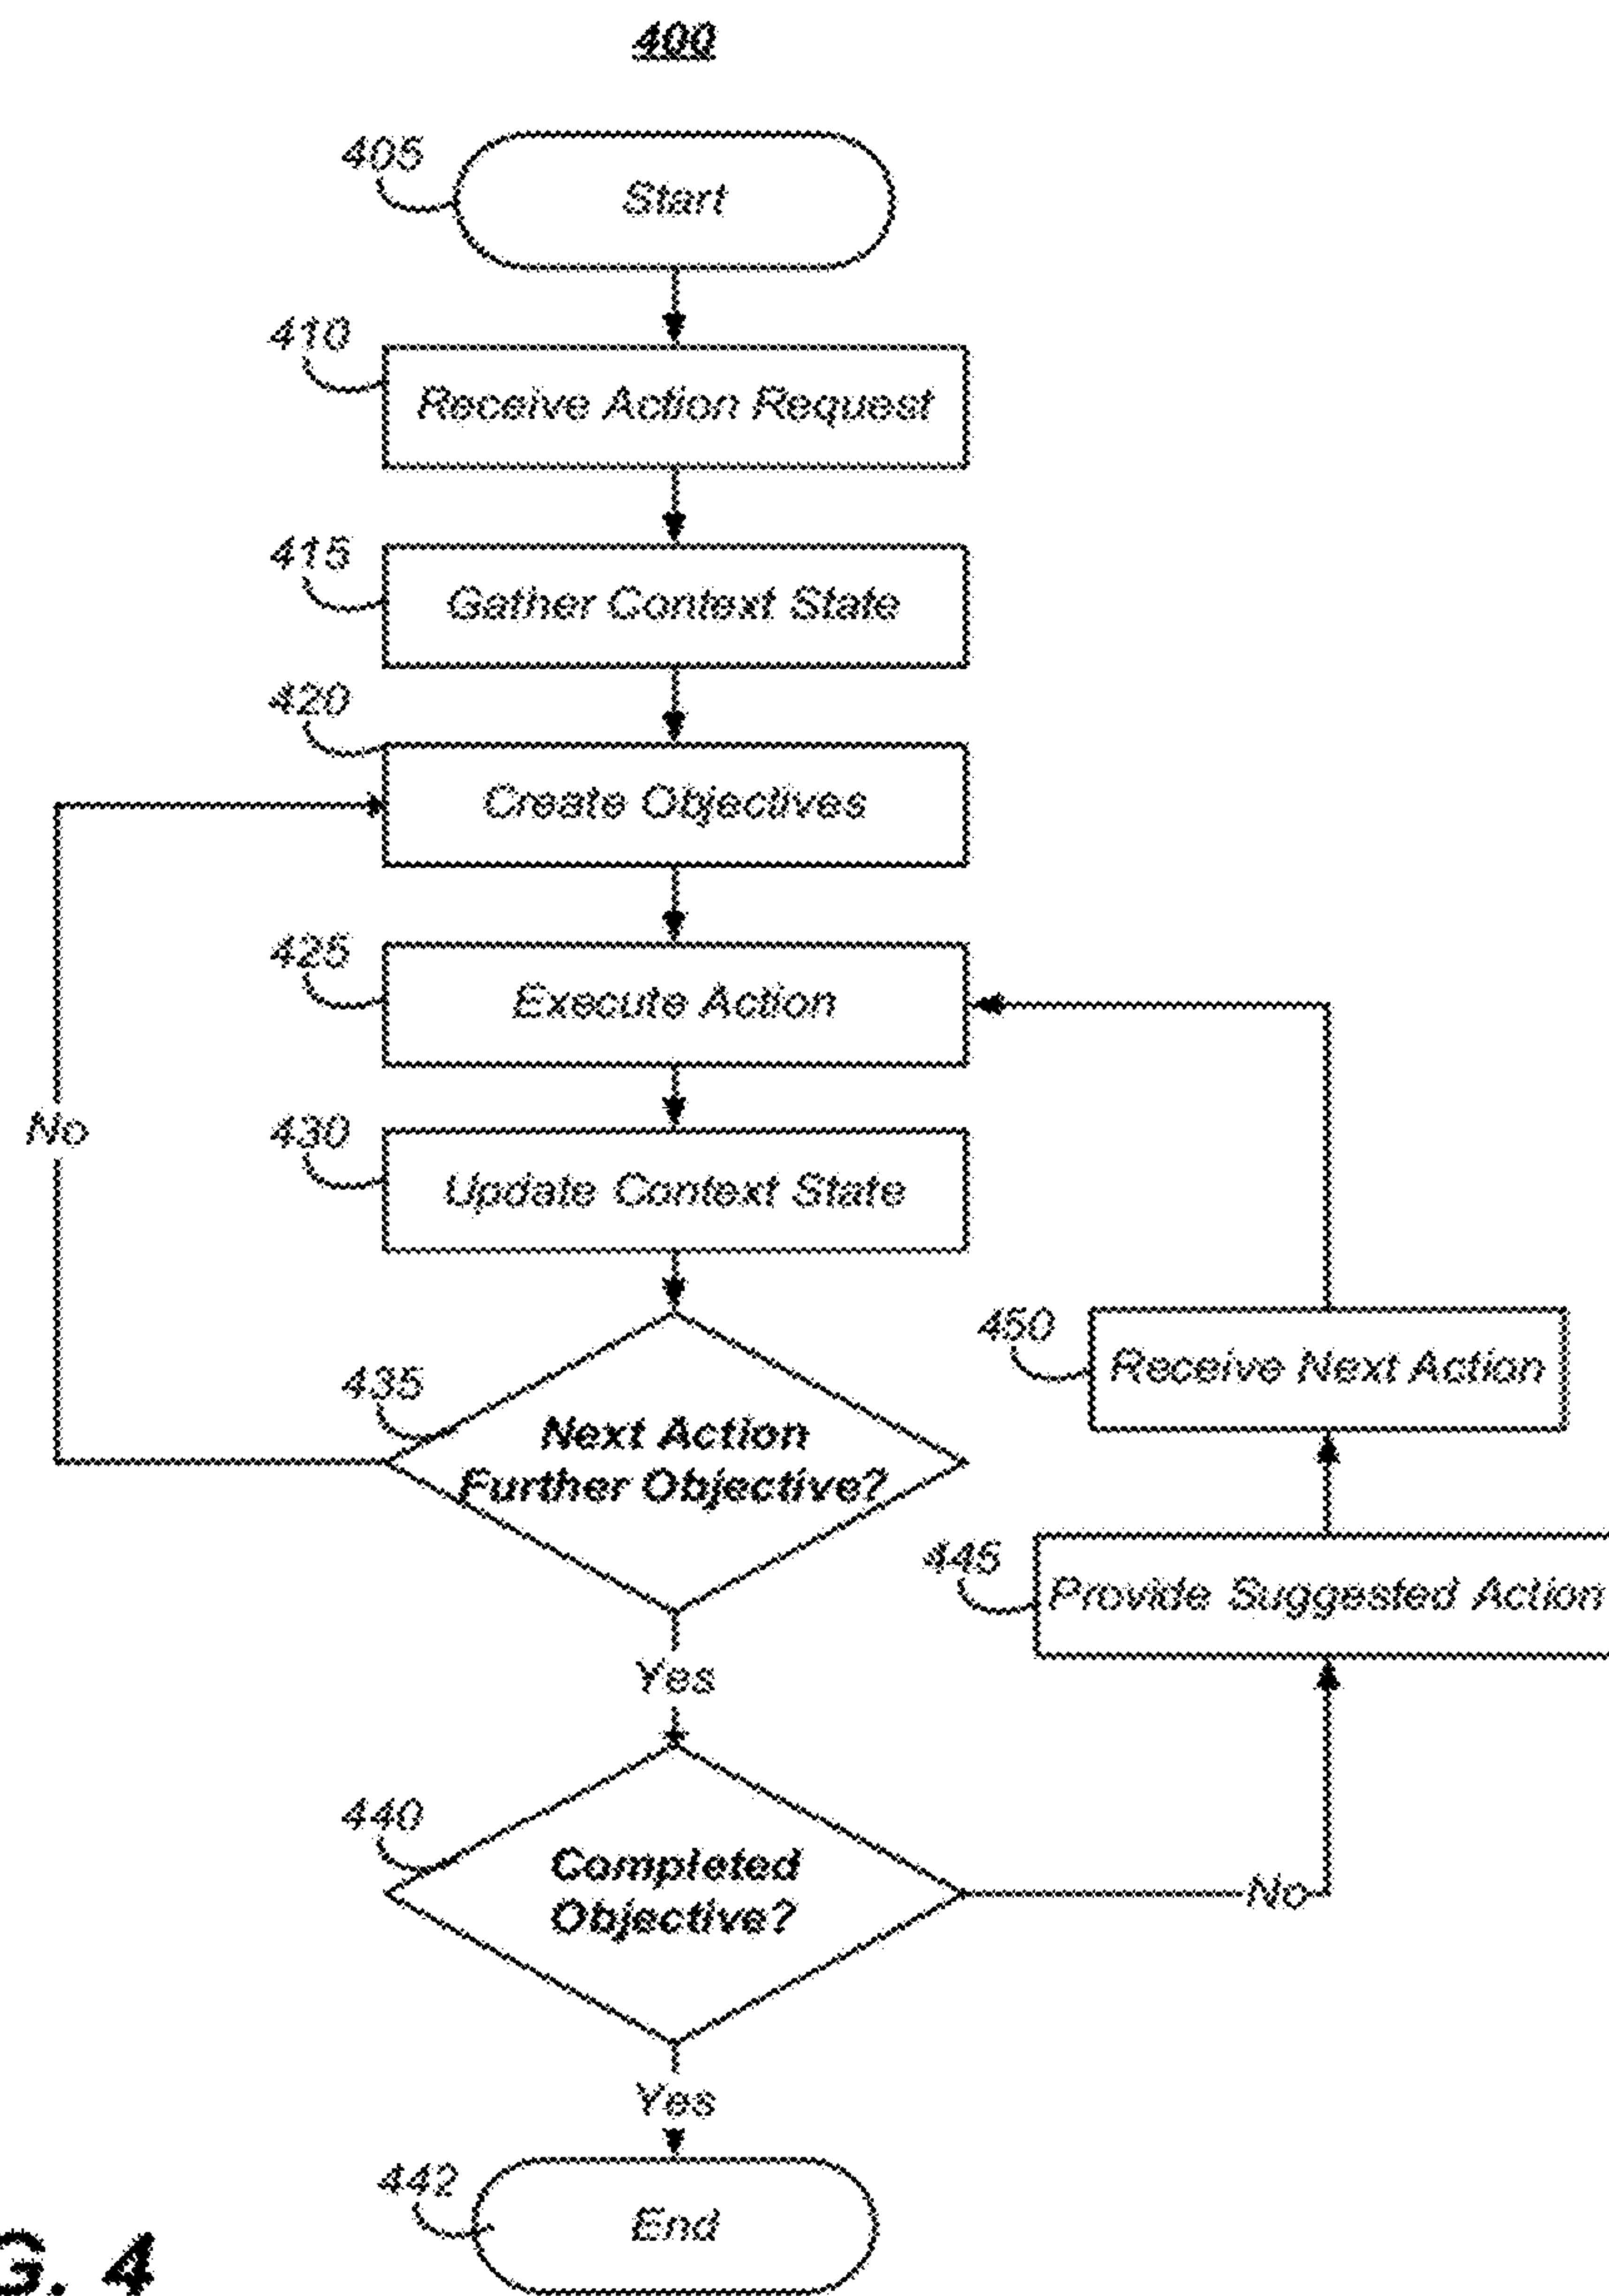 400
405
Start
410
Receive Action Request
415
Gather Context State
420
Create Objectives
425
Execute Action
No
430
Update Context State
450
Receive Next Action
435
Next Action
Further Objective?
445
Provide Suggested Action
Yes
440
Completed
Objective?
No
Yes
442
End
G. 4